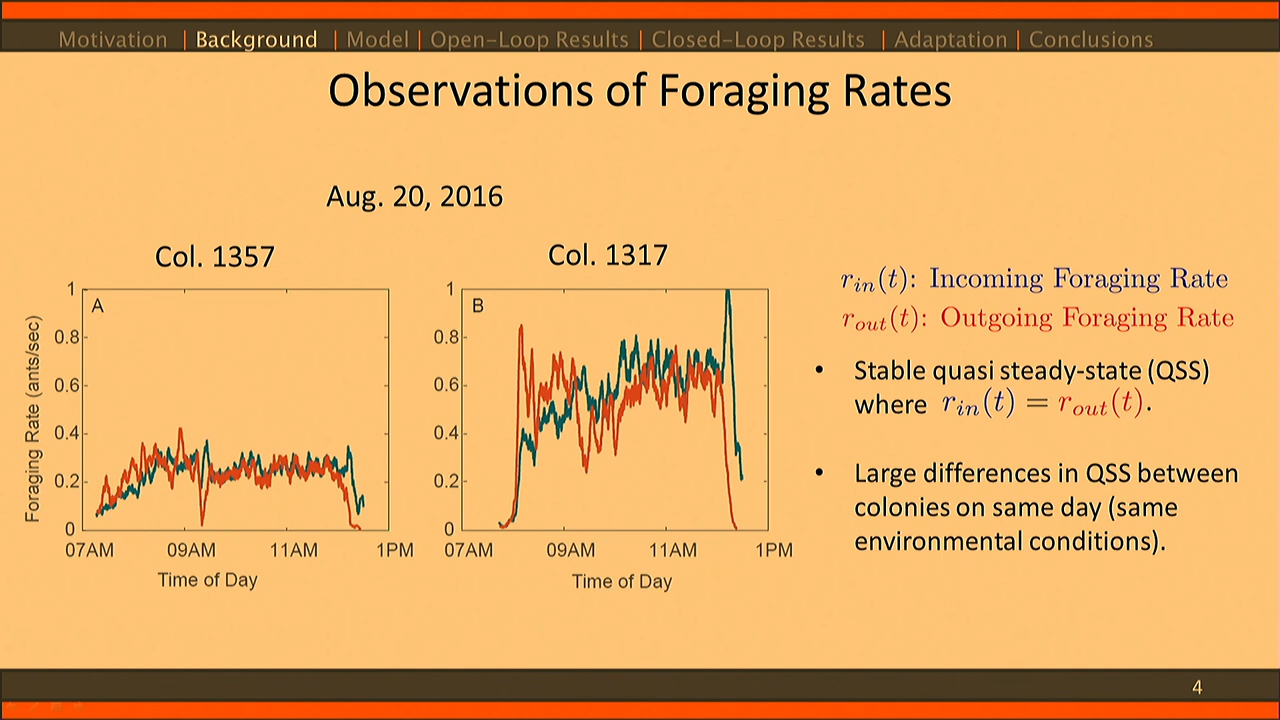 Motivation | Background | Model | Open-Loop Results | Closed-Loop Results | Adaptation | Conclusions
Observations of Foraging Rates
Aug. 20, 2016
Col. 1357
Col. 1317
A
1
0.8
0.6
0.4
0.2
0
Foraging Rate (ants/sec)
07AM 09AM 11AM 1PM
Time of Day
B
1
0.8
0.6
0.4
0.2
0
07AM 09AM 11AM 1PM
Time of Day
r_in(t): Incoming Foraging Rate
r_out(t): Outgoing Foraging Rate
• Stable quasi steady-state (QSS)
where r_in(t) = r_out(t).
• Large differences in QSS between
colonies on same day (same
environmental conditions).
4